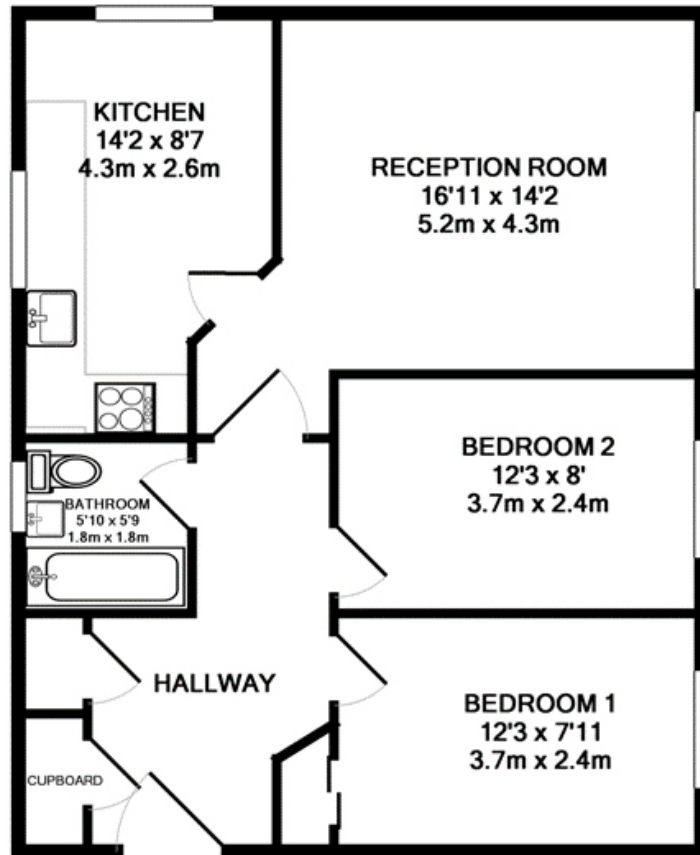 KITCHEN
14'2 x 8'7
4.3m x 2.6m
RECEPTION ROOM
16'11 x 14'2
5.2m x 4.3m
BEDROOM 2
12'3 x 8'
3.7m x 2.4m
BATHROOM
5'10 x 5'9
1.8m x 1.8m
HALLWAY
BEDROOM 1
12'3 x 7'11
3.7m x 2.4m
CUPBOARD